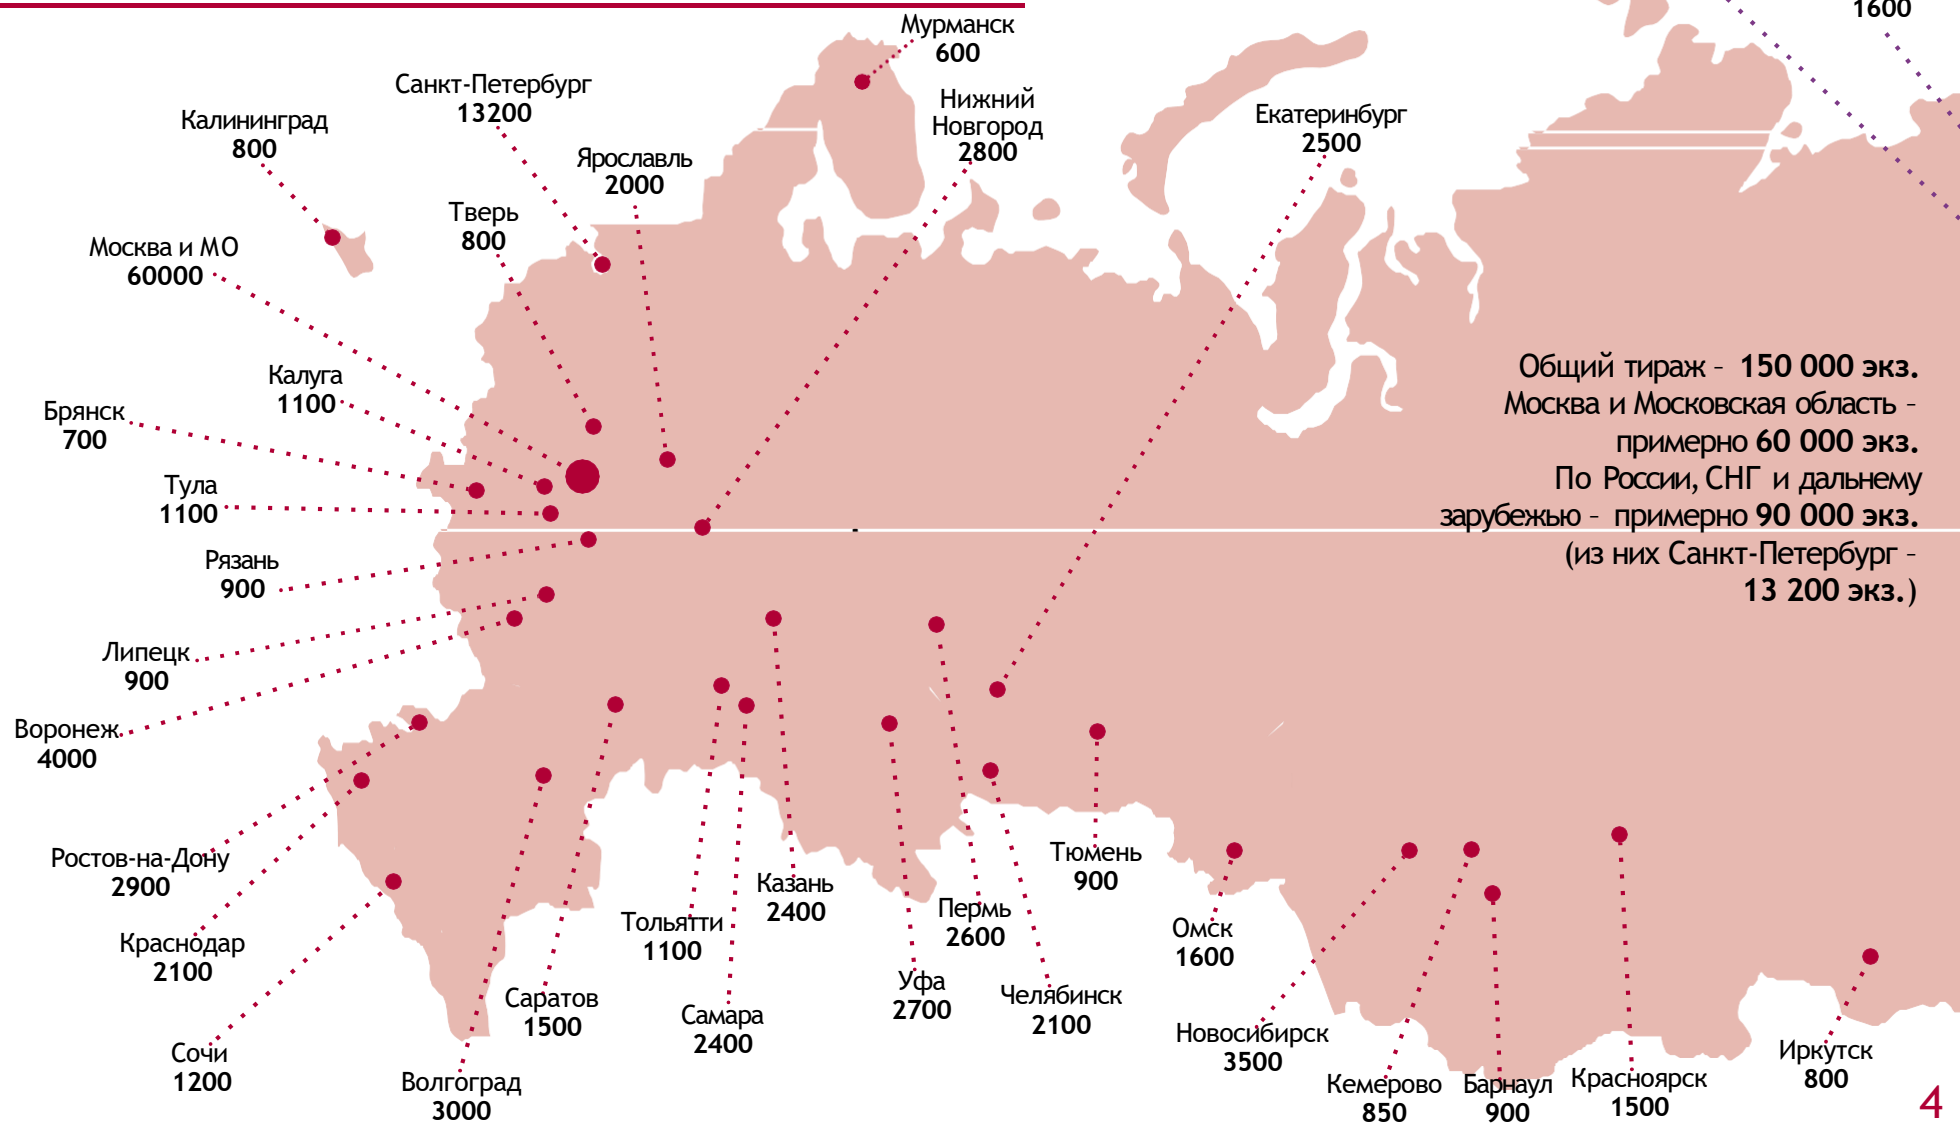 1600
Мурманск
600
Санкт-Петербург
13200
Нижний
Новгород
2800
Екатеринбург
2500
Калининград
800
Ярославль
2000
Тверь
800
Москва и МО
60000
Калуга
1100
Брянск
700
Тула
1100
Рязань
900
Липецк
900
Воронеж
4000
Общий тираж - 150 000 экз.
Москва и Московская область -
примерно 60 000 экз.
По России, СНГ и дальнему
зарубежью - примерно 90 000 экз.
(из них Санкт-Петербург -
13 200 экз.)
Ростов-на-Дону
2900
Краснодар
2100
Сочи
1200
Волгоград
3000
Саратов
1500
Тольятти
1100
Самара
2400
Казань
2400
Уфа
2700
Пермь
2600
Челябинск
2100
Тюмень
900
Омск
1600
Новосибирск
3500
Кемерово
850
Барнаул
900
Красноярск
1500
Иркутск
800
4